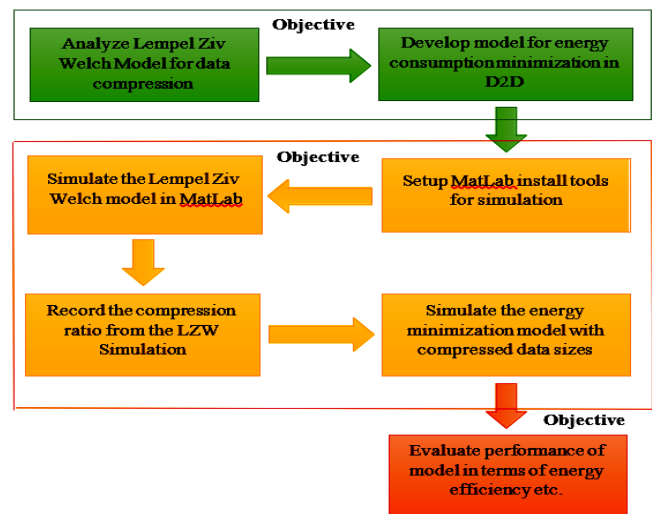 Objective
Analyze Lempel Ziv
Welch Model for data
compression
Develop model for energy
consumption minimization in
D2D
Objective
Setup MatLab install tools
for simulation
Simulate the Lempel Ziv
Welch model in MatLab
Record the compression
ratio from the LZW
Simulation
Simulate the energy
minimization model with
compressed data sizes
Objective
Evaluate performance of
model in terms of energy
efficiency etc.